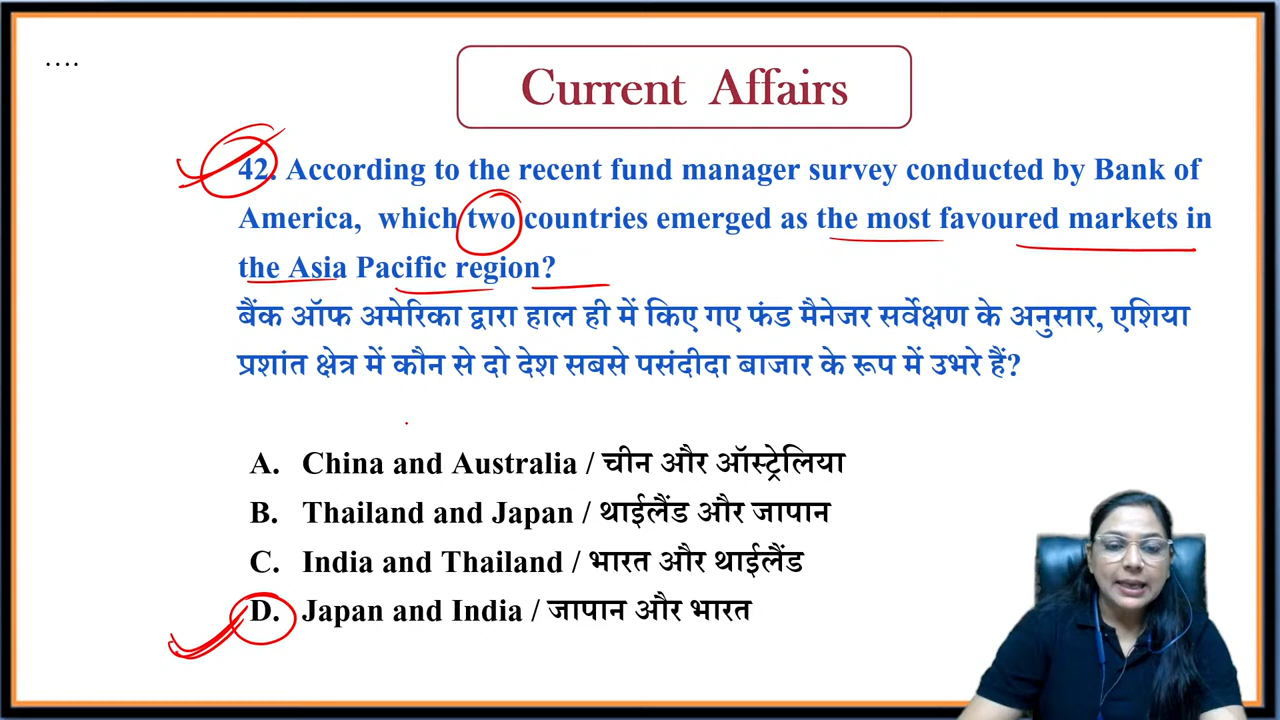 ....
Current Affairs
42. According to the recent fund manager survey conducted by Bank of
America, which two countries emerged as the most favoured markets in
the Asia Pacific region?
बैंक ऑफ अमेरिका द्वारा हाल ही में किए गए फंड मैनेजर सर्वेक्षण के अनुसार, एशिया
प्रशांत क्षेत्र में कौन से दो देश सबसे पसंदीदा बाजार के रूप में उभरे हैं?
A. China and Australia / चीन और ऑस्ट्रेलिया
B. Thailand and Japan / थाईलैंड और जापान
C. India and Thailand / भारत और थाईलैंड
D. Japan and India / जापान और भारत